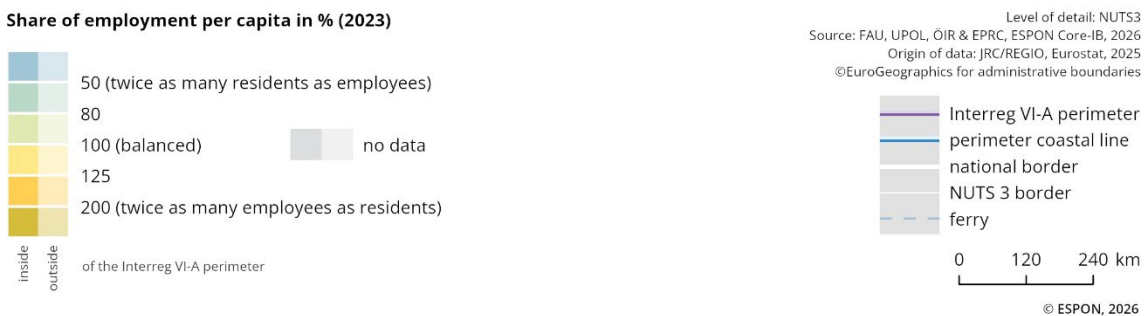 Share of employment per capita in % (2023)
50 (twice as many residents as employees)
80
100 (balanced)
125
200 (twice as many employees as residents)
no data
inside
outside
of the Interreg VI-A perimeter
Level of detail: NUTS3
Source: FAU, UPOL, ÖIR & EPRC, ESPON Core-IB, 2026
Origin of data: JRC/REGIO, Eurostat, 2025
©EuroGeographics for administrative boundaries
Interreg VI-A perimeter
perimeter coastal line
national border
NUTS 3 border
ferry
0 120 240 km
© ESPON, 2026